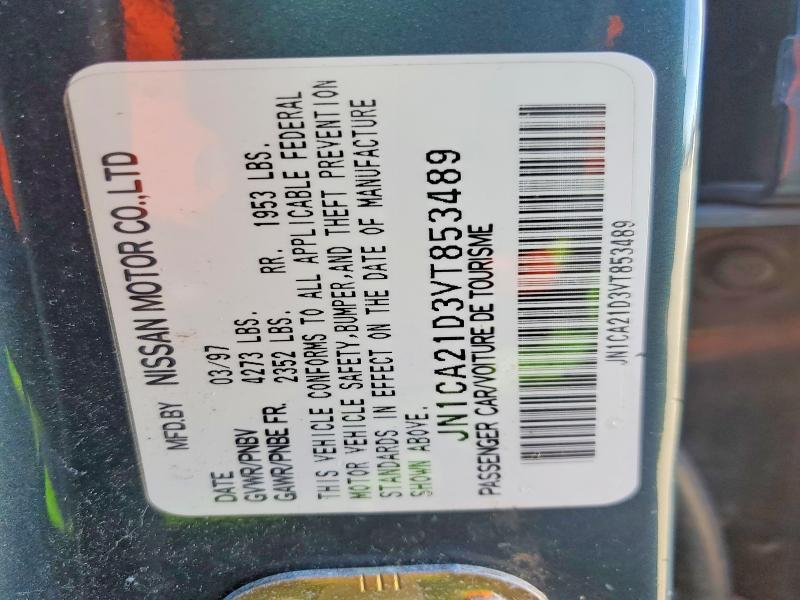 MFD.BY NISSAN MOTOR CO.,LTD
DATE 03/97
GVWR/PNBV 4273 LBS.
GAWR/PNBE FR. 2352 LBS. RR. 1953 LBS.
THIS VEHICLE CONFORMS TO ALL APPLICABLE FEDERAL
MOTOR VEHICLE SAFETY,BUMPER,AND THEFT PREVENTION
STANDARDS IN EFFECT ON THE DATE OF MANUFACTURE
SHOWN ABOVE.
JN1CA21D3VT853489
PASSENGER CAR/VOITURE DE TOURISME
JN1CA21D3VT853489